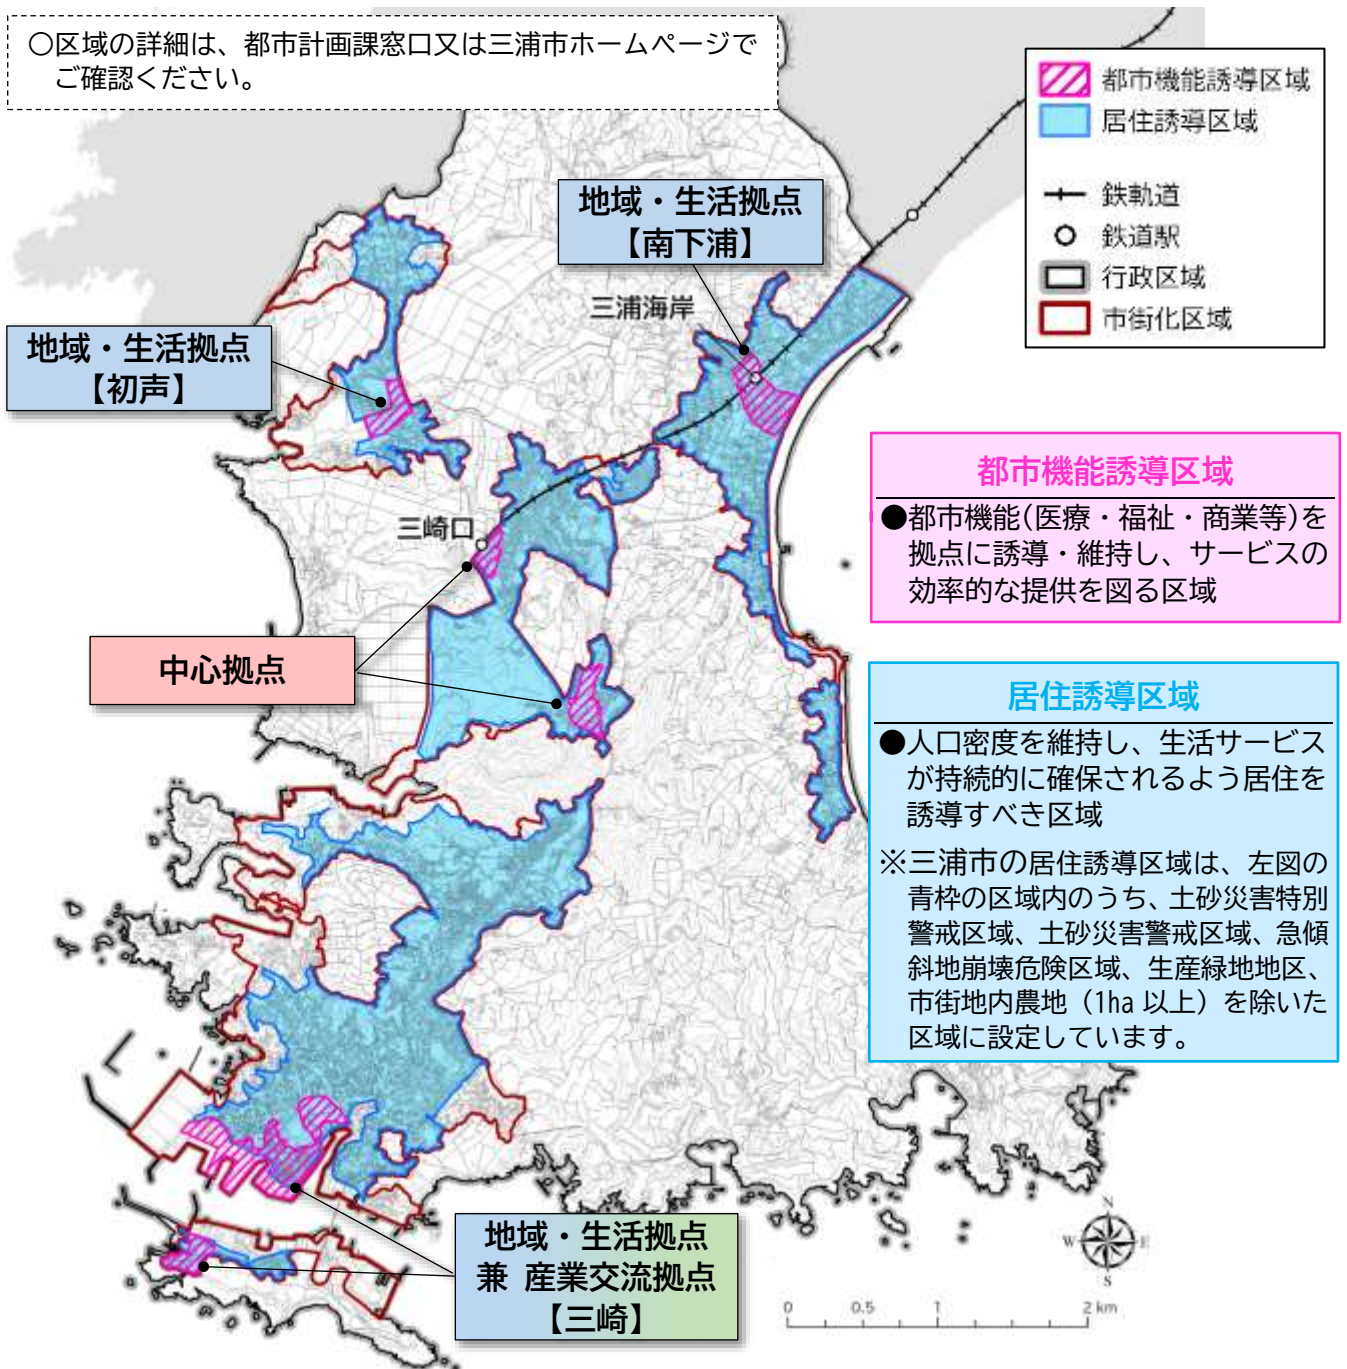 ○区域の詳細は、都市計画課窓口又は三浦市ホームページで
ご確認ください。
都市機能誘導区域
居住誘導区域
鉄軌道
鉄道駅
行政区域
市街化区域
地域・生活拠点
【南下浦】
三浦海岸
地域・生活拠点
【初声】
三崎口
中心拠点
都市機能誘導区域
●都市機能(医療・福祉・商業等)を
拠点に誘導・維持し、サービスの
効率的な提供を図る区域
居住誘導区域
●人口密度を維持し、生活サービス
が持続的に確保されるよう居住を
誘導すべき区域
※三浦市の居住誘導区域は、左図の
青枠の区域内のうち、土砂災害特別
警戒区域、土砂災害警戒区域、急傾
斜地崩壊危険区域、生産緑地地区、
市街地内農地（1ha 以上）を除いた
区域に設定しています。
地域・生活拠点
兼 産業交流拠点
【三崎】
N
W
E
S
0 0.5 1 2 km